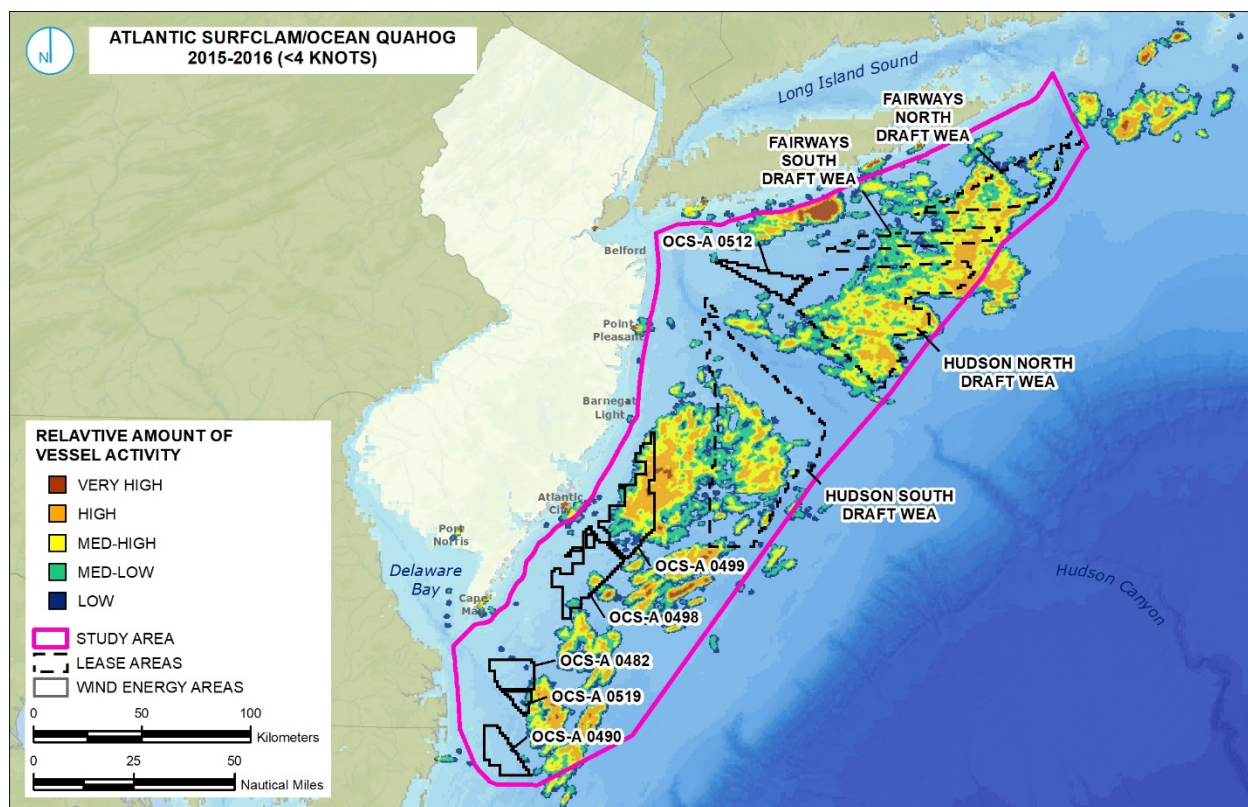 ATLANTIC SURFCLAM/OCEAN QUAHOG
2015-2016 (<4 KNOTS)
N
Long Island Sound
FAIRWAYS
NORTH
DRAFT WEA
FAIRWAYS
SOUTH
DRAFT WEA
OCS-A 0512
Belford
Point
Pleasant
HUDSON NORTH
DRAFT WEA
Barnegat
Light
HUDSON SOUTH
DRAFT WEA
Atlantic
City
Port
Norris
OCS-A 0499
Delaware
Bay
Cape
May
OCS-A 0498
Hudson Canyon
OCS-A 0482
OCS-A 0519
OCS-A 0490
RELAVTIVE AMOUNT OF
VESSEL ACTIVITY
VERY HIGH
HIGH
MED-HIGH
MED-LOW
LOW
STUDY AREA
LEASE AREAS
WIND ENERGY AREAS
0 50 100
Kilometers
0 25 50
Nautical Miles